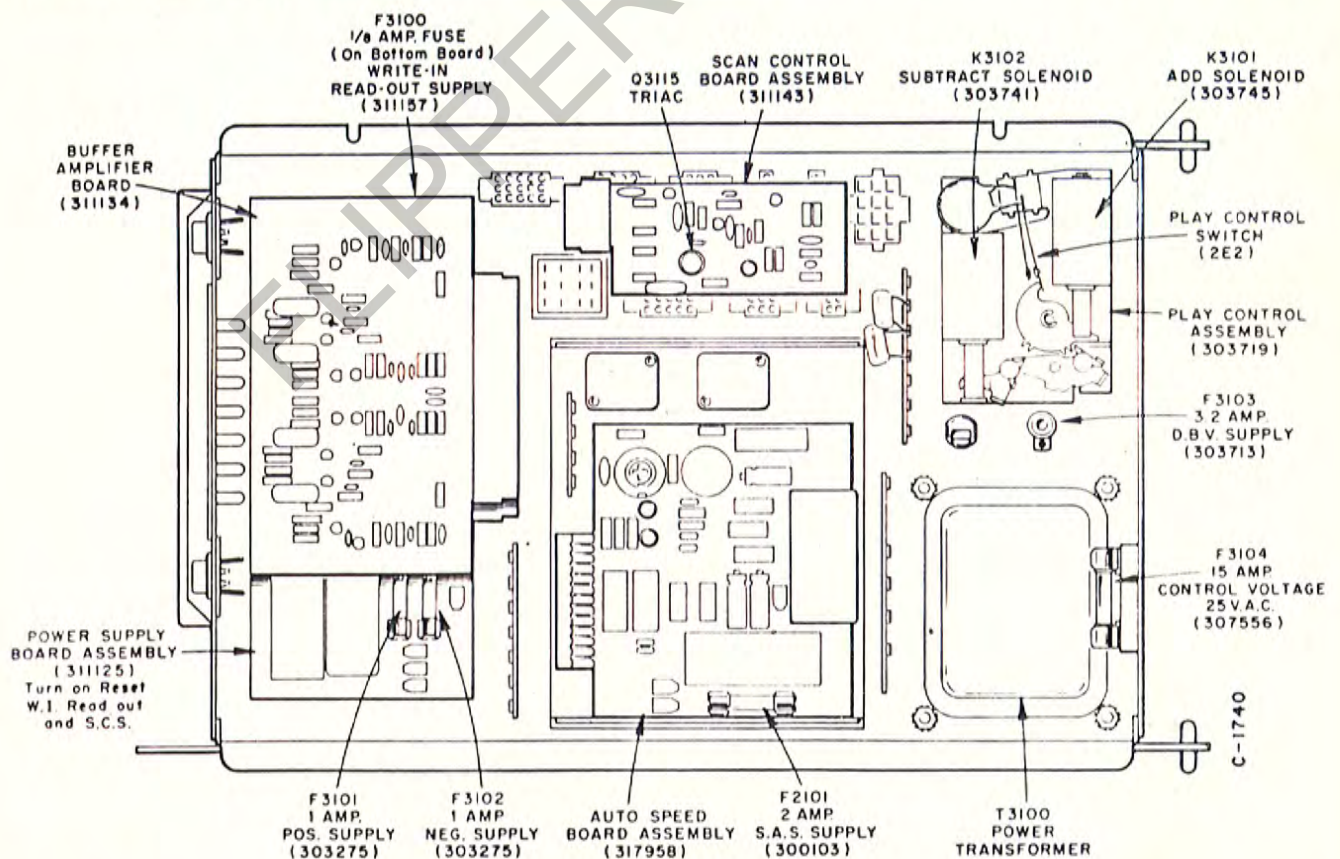 F3100
1/8 AMP. FUSE
(On Bottom Board)
WRITE-IN
READ-OUT SUPPLY
(311157)
Q3115
TRIAC
SCAN CONTROL
BOARD ASSEMBLY
(311143)
K3102
SUBTRACT SOLENOID
(303741)
K3101
ADD SOLENOID
(303745)
BUFFER
AMPLIFIER
BOARD
(311134)
PLAY CONTROL
SWITCH
(2E2)
PLAY CONTROL
ASSEMBLY
(303719)
F3103
3.2 AMP.
D.B.V. SUPPLY
(303713)
F3104
15 AMP.
CONTROL VOLTAGE
25 V.A.C.
(307556)
POWER SUPPLY
BOARD ASSEMBLY
(311125)
Turn on Reset
W.I. Read out
and S.C.S.
F3101
1 AMP.
POS. SUPPLY
(303275)
F3102
1 AMP
NEG. SUPPLY
(303275)
AUTO SPEED
BOARD ASSEMBLY
(317958)
F2101
2 AMP.
S.A.S. SUPPLY
(300103)
T3100
POWER
TRANSFORMER
C-1740
FLIPPER